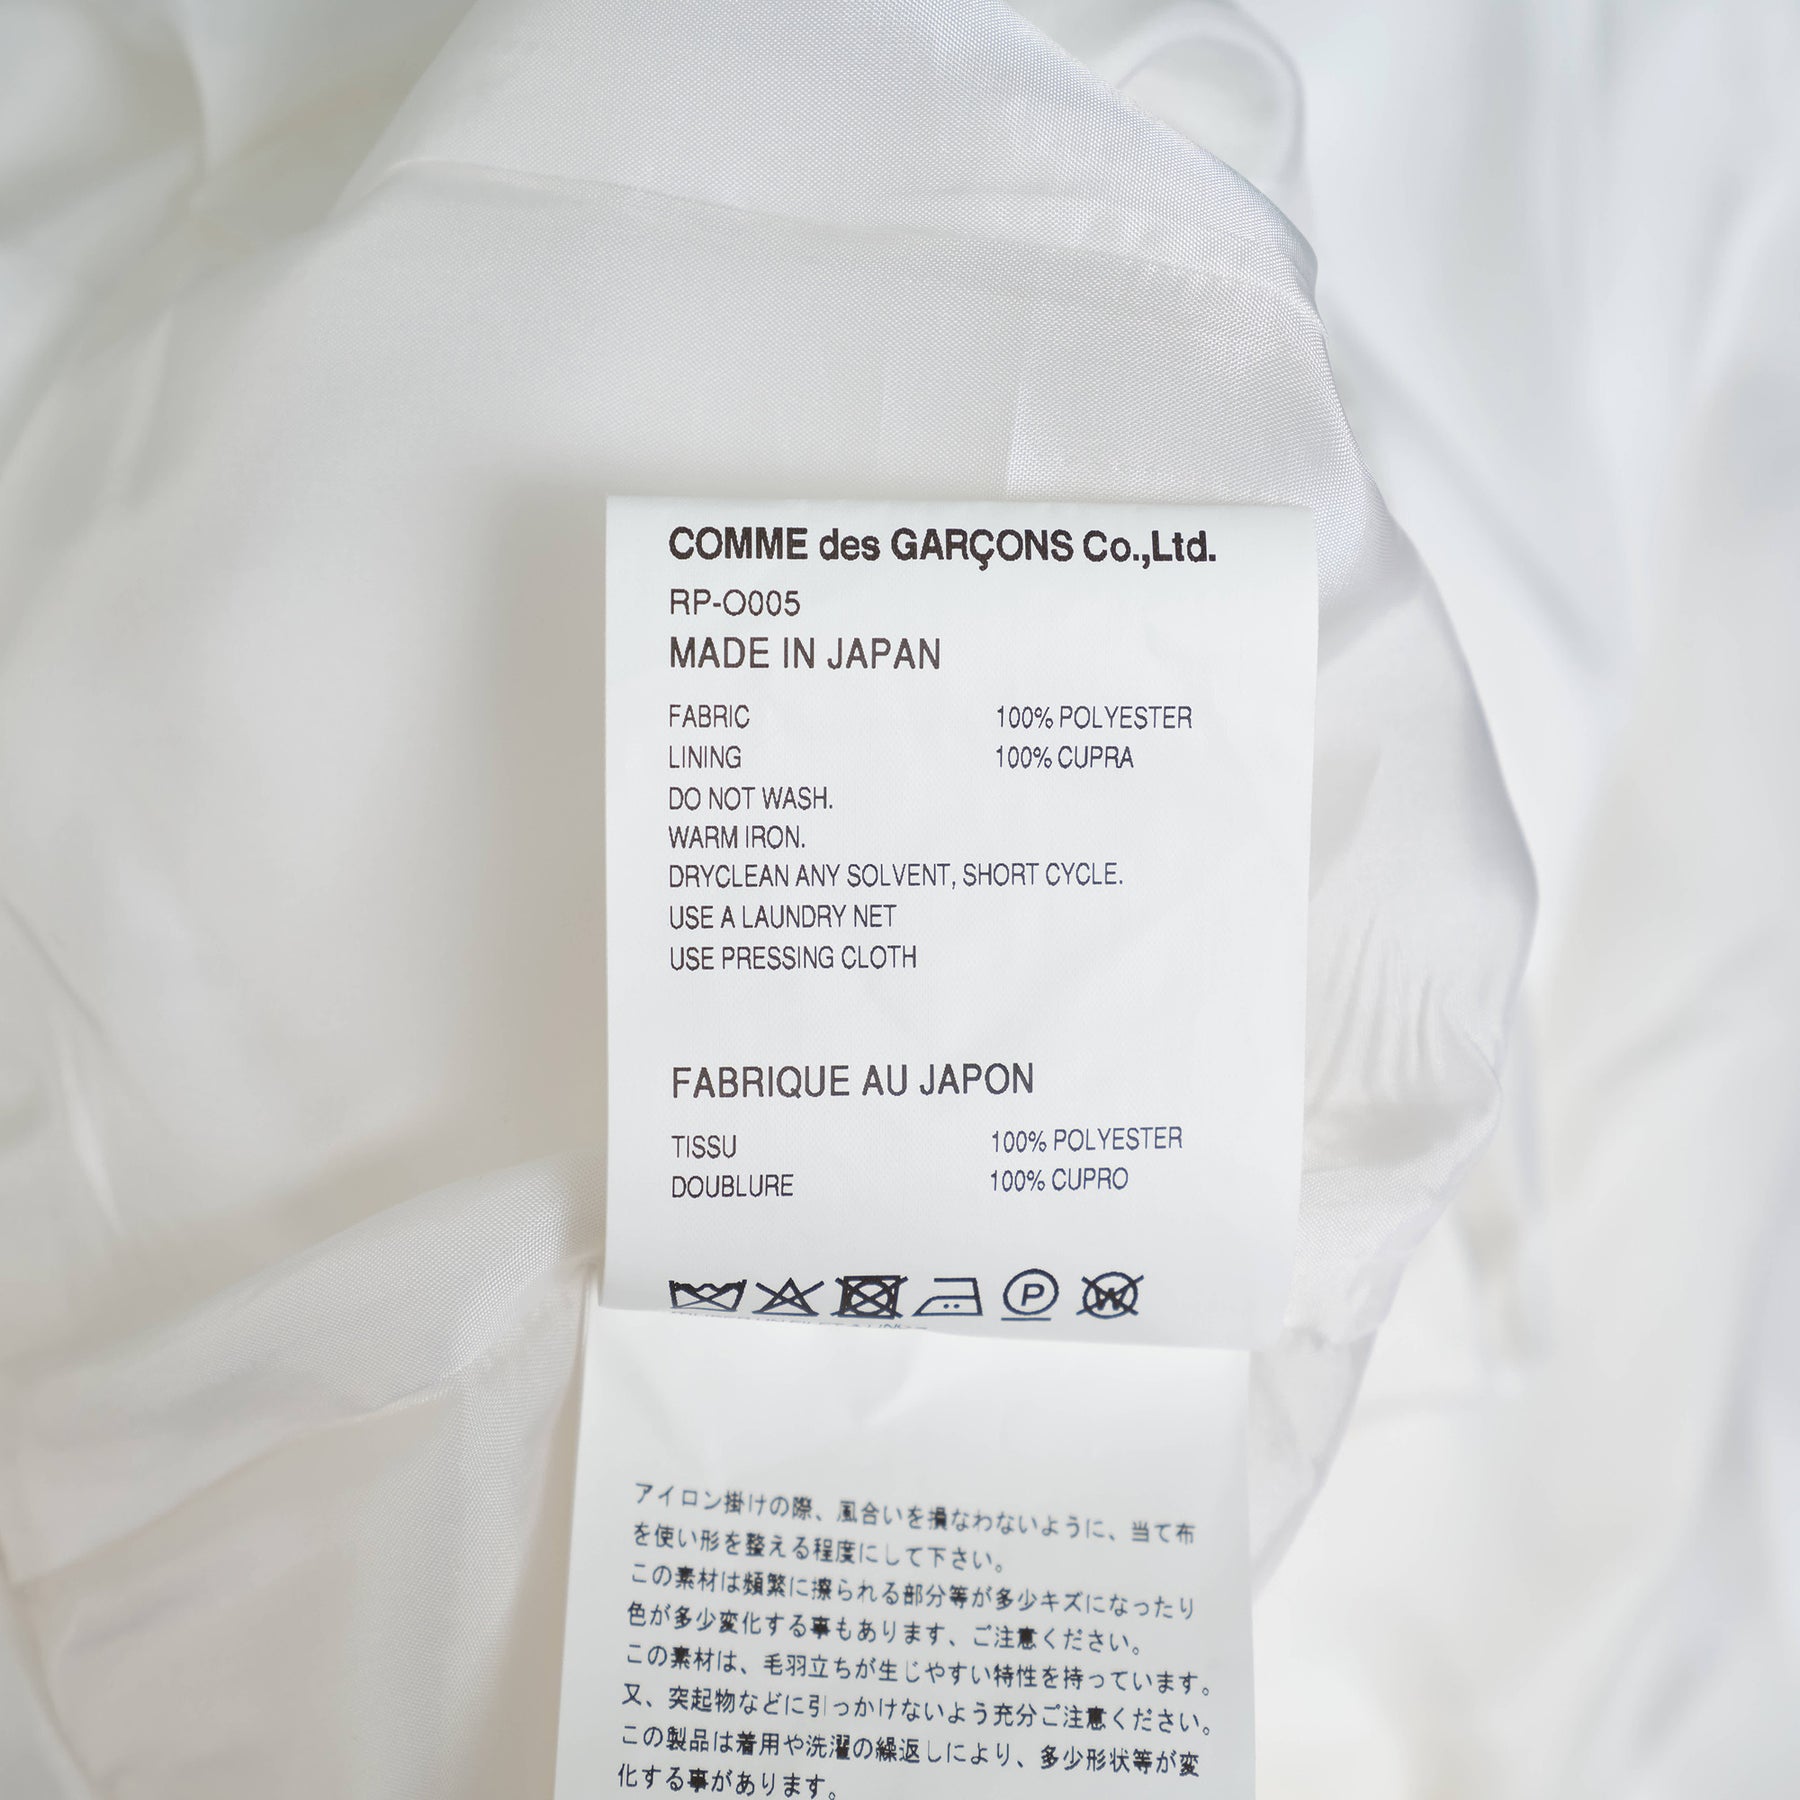 COMME des GARÇONS Co.,Ltd.
RP-O005
MADE IN JAPAN
FABRIC 100% POLYESTER
LINING 100% CUPRA
DO NOT WASH.
WARM IRON.
DRYCLEAN ANY SOLVENT, SHORT CYCLE.
USE A LAUNDRY NET
USE PRESSING CLOTH
FABRIQUE AU JAPON
TISSU 100% POLYESTER
DOUBLURE 100% CUPRO
P
W
アイロン掛けの際、風合いを損なわないように、当て布
を使い形を整える程度にして下さい。
この素材は頻繁に擦られる部分等が多少キズになったり
色が多少変化する事もあります、ご注意ください。
この素材は、毛羽立ちが生じやすい特性を持っています。
又、突起物などに引っかけないよう充分ご注意ください。
この製品は着用や洗濯の繰返しにより、多少形状等が変
化する事があります。